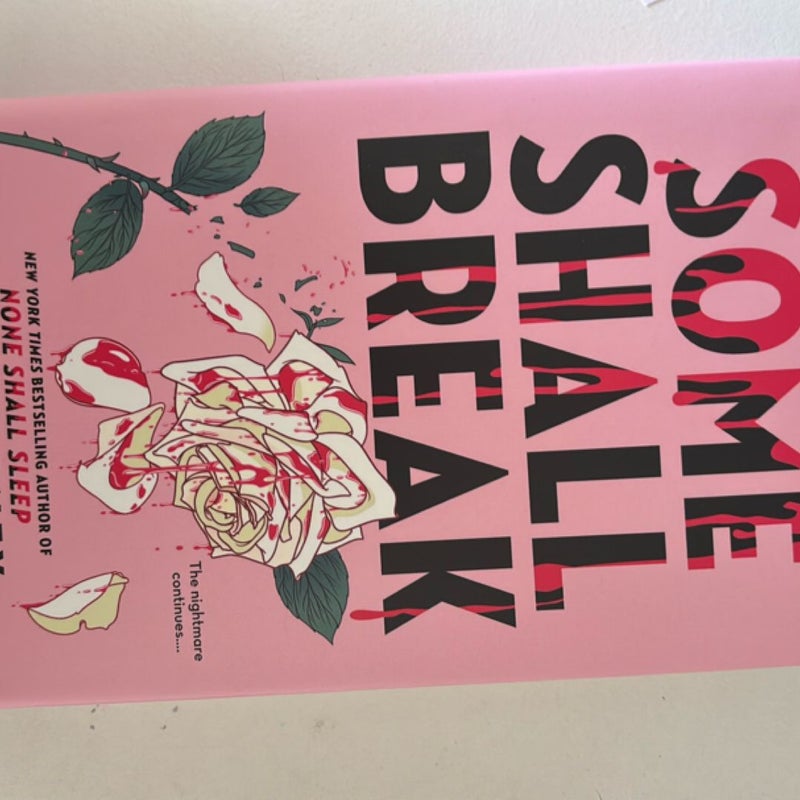 SOME
SHALL
BREAK
The nightmare
continues....
NEW YORK TIMES BESTSELLING AUTHOR OF
NONE SHALL SLEEP